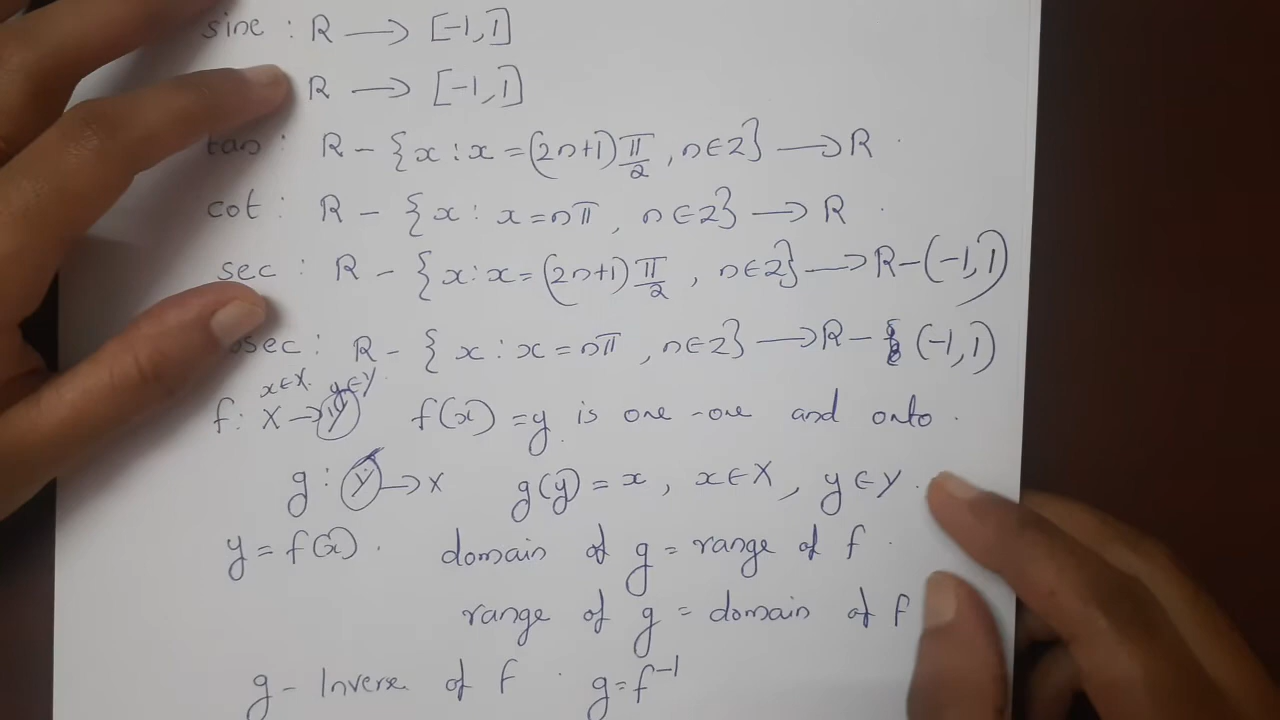 sine : R → [-1,1]
R → [-1,1]
tan : R - {x : x = (2n+1)π/2 , n∈Z} → R
cot : R - {x : x = nπ , n∈Z} → R
sec : R - {x : x = (2n+1)π/2 , n∈Z} → R-(-1,1)
osec : R - {x : x = nπ , n∈Z} → R - (-1,1)
x∈X. y∈Y
f: X → Y f(x) = y is one-one and onto.
g : Y → X g(y) = x, x∈X, y∈Y.
y = f(x). domain of g = range of f.
range of g = domain of f
g - Inverse of f. g = f⁻¹